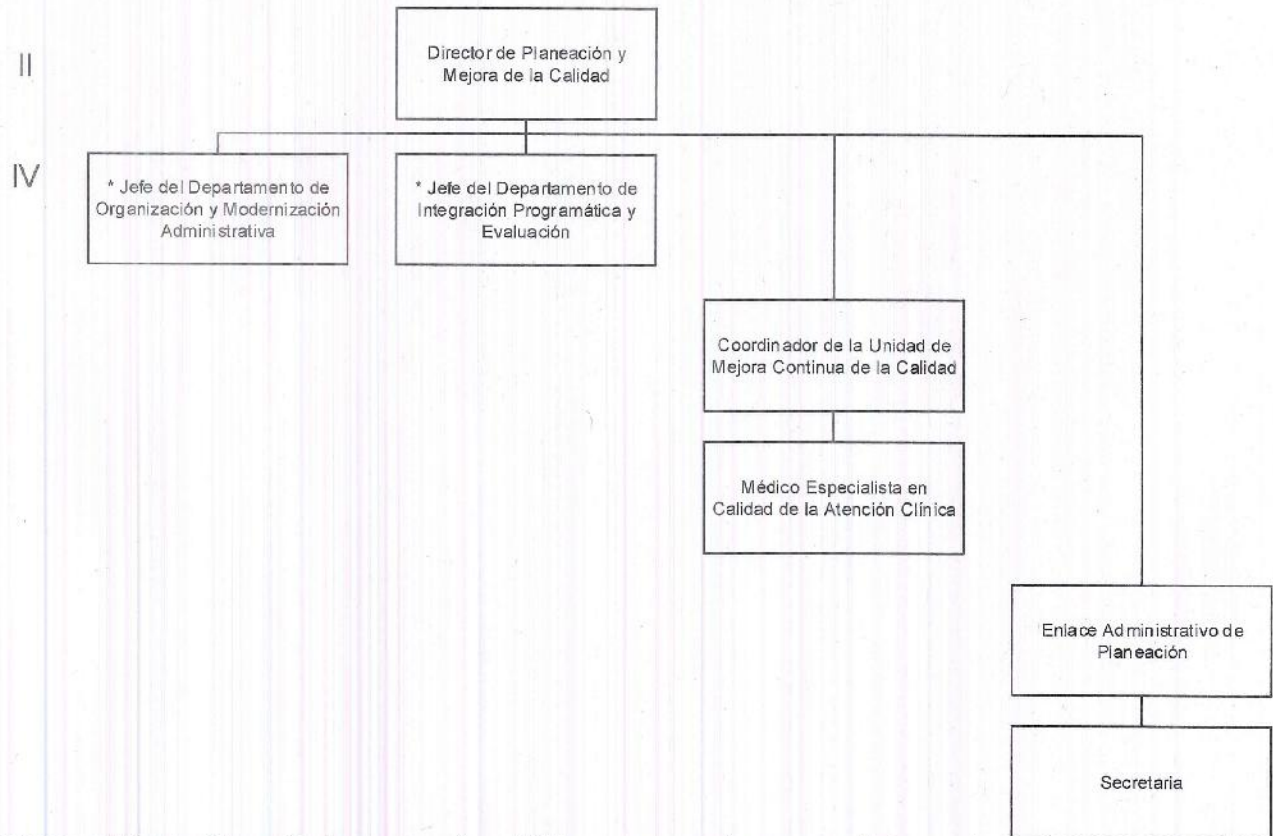 II
Director de Planeación y
Mejora de la Calidad
IV
* Jefe del Departamento de
Organización y Modernización
Administrativa
* Jefe del Departamento de
Integración Programática y
Evaluación
Coordinador de la Unidad de
Mejora Continua de la Calidad
Médico Especialista en
Calidad de la Atención Clínica
Enlace Administrativo de
Planeación
Secretaria